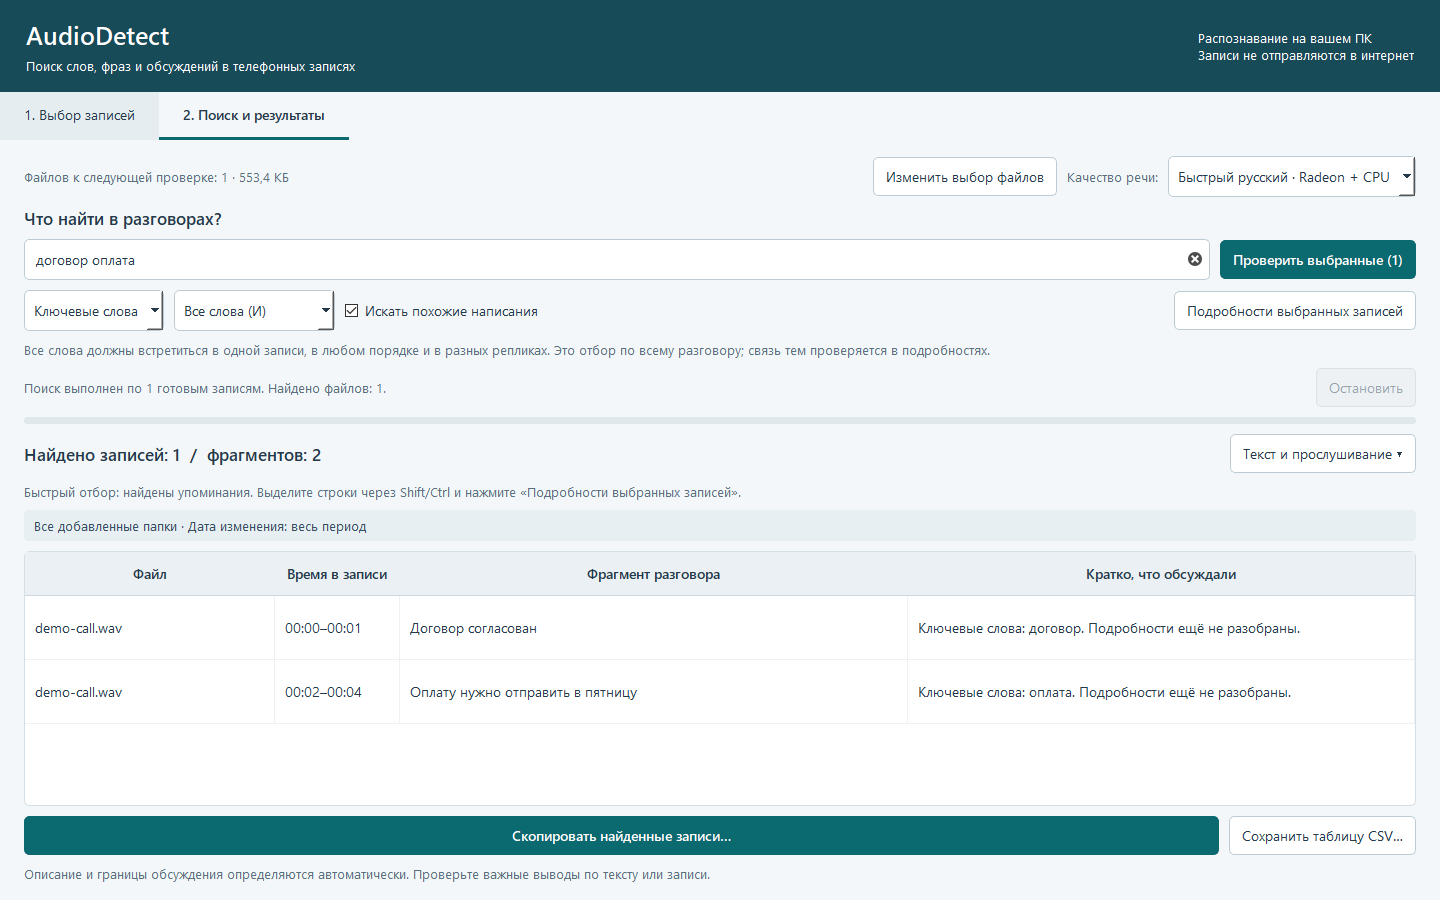 AudioDetect
Поиск слов, фраз и обсуждений в телефонных записях
Распознавание на вашем ПК
Записи не отправляются в интернет
1. Выбор записей
2. Поиск и результаты
Файлов к следующей проверке: 1 · 553,4 КБ
Изменить выбор файлов
Качество речи:
Быстрый русский · Radeon + CPU
Что найти в разговорах?
договор оплата
Проверить выбранные (1)
Ключевые слова
Все слова (И)
Искать похожие написания
Подробности выбранных записей
Все слова должны встретиться в одной записи, в любом порядке и в разных репликах. Это отбор по всему разговору; связь тем проверяется в подробностях.
Поиск выполнен по 1 готовым записям. Найдено файлов: 1.
Остановить
Найдено записей: 1 / фрагментов: 2
Текст и прослушивание
Быстрый отбор: найдены упоминания. Выделите строки через Shift/Ctrl и нажмите «Подробности выбранных записей».
Все добавленные папки · Дата изменения: весь период
Файл
Время в записи
Фрагмент разговора
Кратко, что обсуждали
demo-call.wav
00:00–00:01
Договор согласован
Ключевые слова: договор. Подробности ещё не разобраны.
demo-call.wav
00:02–00:04
Оплату нужно отправить в пятницу
Ключевые слова: оплата. Подробности ещё не разобраны.
Скопировать найденные записи...
Сохранить таблицу CSV...
Описание и границы обсуждения определяются автоматически. Проверьте важные выводы по тексту или записи.